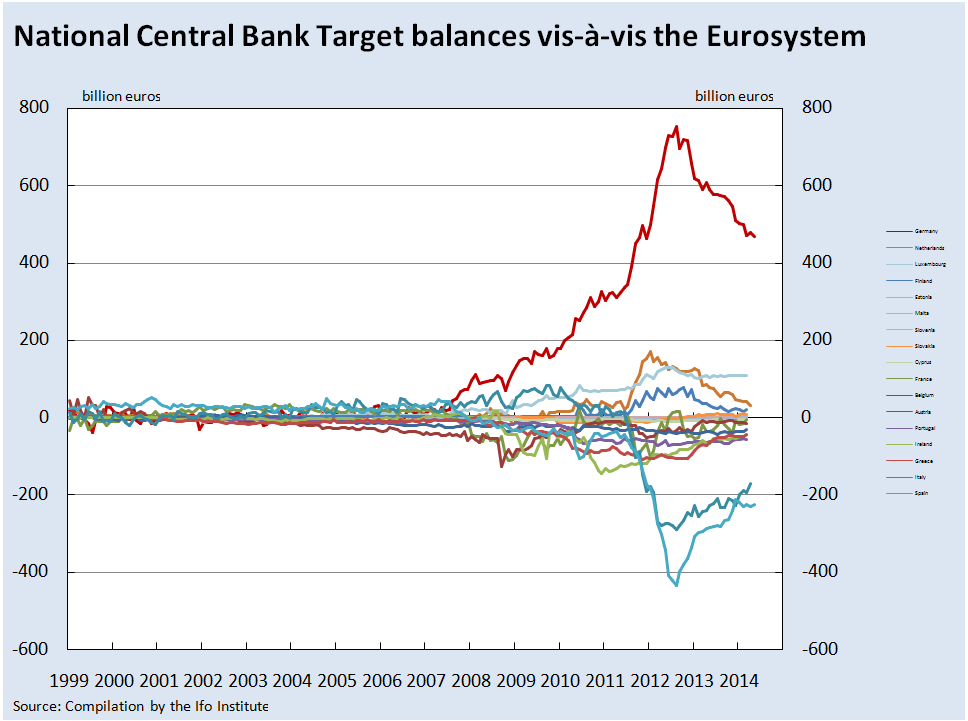 National Central Bank Target balances vis-à-vis the Eurosystem
billion euros billion euros
800 800
600 600
400 400
200 200
0 0
-200 -200
-400 -400
-600 -600
1999 2000 2001 2002 2003 2004 2005 2006 2007 2008 2009 2010 2011 2012 2013 2014
Germany
Netherlands
Luxembourg
Finland
Estonia
Malta
Slovenia
Slovakia
Cyprus
France
Belgium
Austria
Portugal
Ireland
Greece
Italy
Spain
Source: Compilation by the Ifo Institute